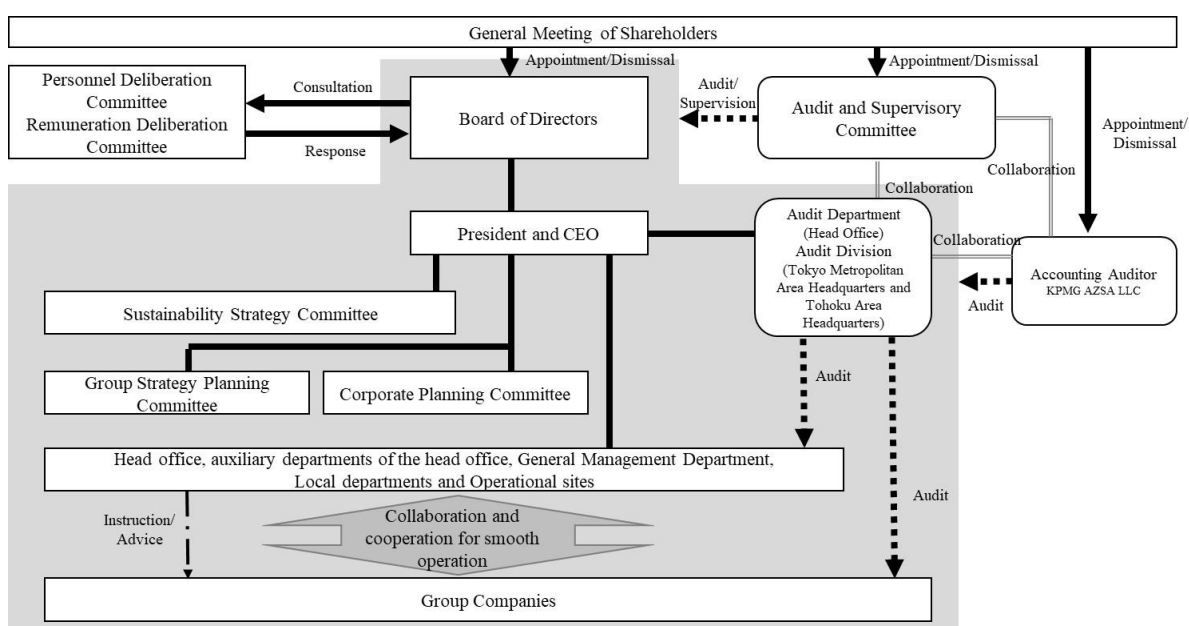 General Meeting of Shareholders
Appointment/Dismissal
Appointment/Dismissal
Appointment/
Dismissal
Personnel Deliberation
Committee
Remuneration Deliberation
Committee
Consultation
Response
Board of Directors
Audit/
Supervision
Audit and Supervisory
Committee
Collaboration
Collaboration
Collaboration
President and CEO
Audit Department
(Head Office)
Audit Division
(Tokyo Metropolitan
Area Headquarters and
Tohoku Area
Headquarters)
Accounting Auditor
KPMG AZSA LLC
Audit
Sustainability Strategy Committee
Group Strategy Planning
Committee
Corporate Planning Committee
Audit
Head office, auxiliary departments of the head office, General Management Department,
Local departments and Operational sites
Audit
Instruction/
Advice
Collaboration and
cooperation for smooth
operation
Group Companies